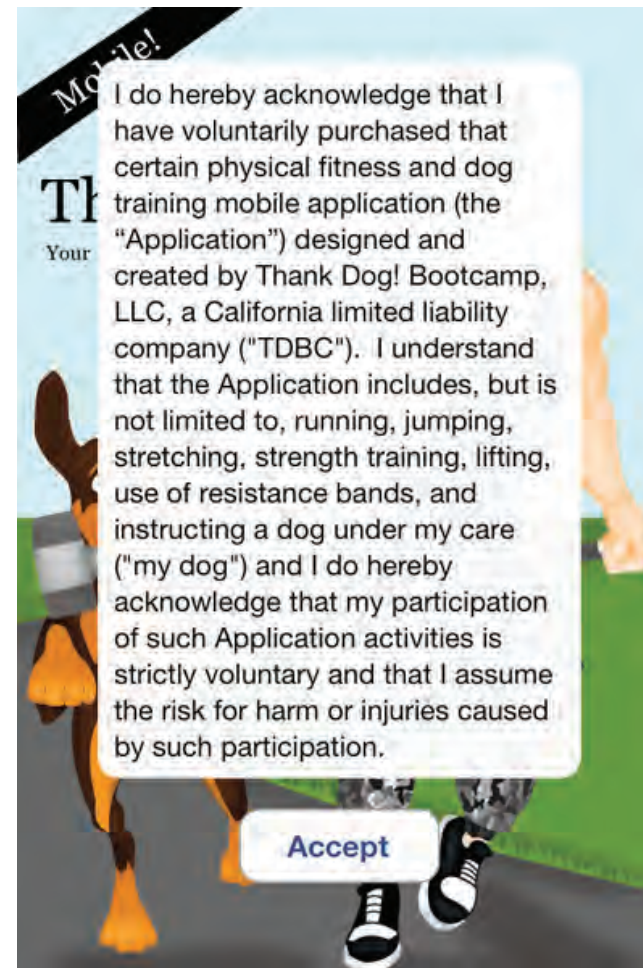 Mobile!
I do hereby acknowledge that I
have voluntarily purchased that
certain physical fitness and dog
training mobile application (the
“Application”) designed and
created by Thank Dog! Bootcamp,
LLC, a California limited liability
company ("TDBC").  I understand
that the Application includes, but is
not limited to, running, jumping,
stretching, strength training, lifting,
use of resistance bands, and
instructing a dog under my care
("my dog") and I do hereby
acknowledge that my participation
of such Application activities is
strictly voluntary and that I assume
the risk for harm or injuries caused
by such participation.
Your
Accept